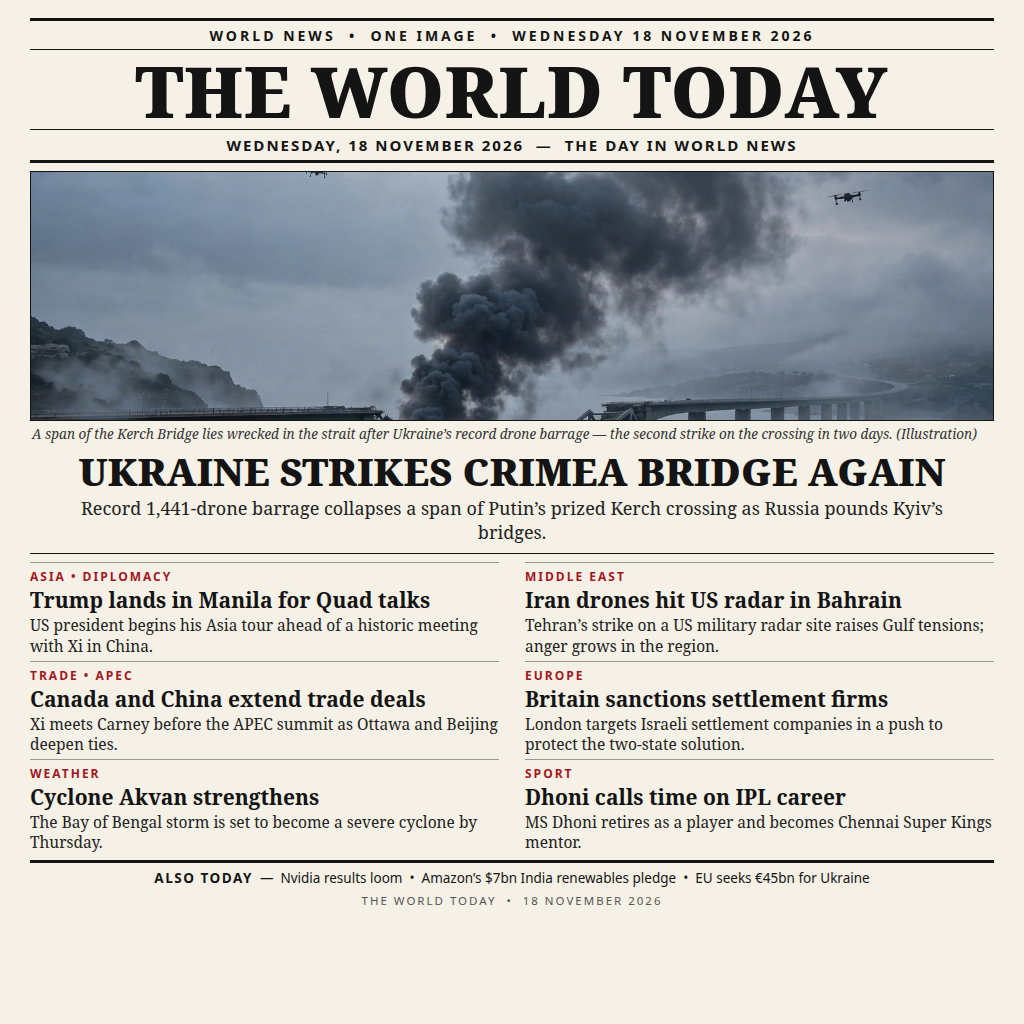 WORLD NEWS • ONE IMAGE • WEDNESDAY 18 NOVEMBER 2026
THE WORLD TODAY
WEDNESDAY, 18 NOVEMBER 2026 — THE DAY IN WORLD NEWS
A span of the Kerch Bridge lies wrecked in the strait after Ukraine’s record drone barrage — the second strike on the crossing in two days. (Illustration)
UKRAINE STRIKES CRIMEA BRIDGE AGAIN
Record 1,441-drone barrage collapses a span of Putin’s prized Kerch crossing as Russia pounds Kyiv’s
bridges.
ASIA • DIPLOMACY
Trump lands in Manila for Quad talks
US president begins his Asia tour ahead of a historic meeting
with Xi in China.
MIDDLE EAST
Iran drones hit US radar in Bahrain
Tehran’s strike on a US military radar site raises Gulf tensions;
anger grows in the region.
TRADE • APEC
Canada and China extend trade deals
Xi meets Carney before the APEC summit as Ottawa and Beijing
deepen ties.
EUROPE
Britain sanctions settlement firms
London targets Israeli settlement companies in a push to
protect the two-state solution.
WEATHER
Cyclone Akvan strengthens
The Bay of Bengal storm is set to become a severe cyclone by
Thursday.
SPORT
Dhoni calls time on IPL career
MS Dhoni retires as a player and becomes Chennai Super Kings
mentor.
ALSO TODAY — Nvidia results loom • Amazon’s $7bn India renewables pledge • EU seeks €45bn for Ukraine
THE WORLD TODAY • 18 NOVEMBER 2026